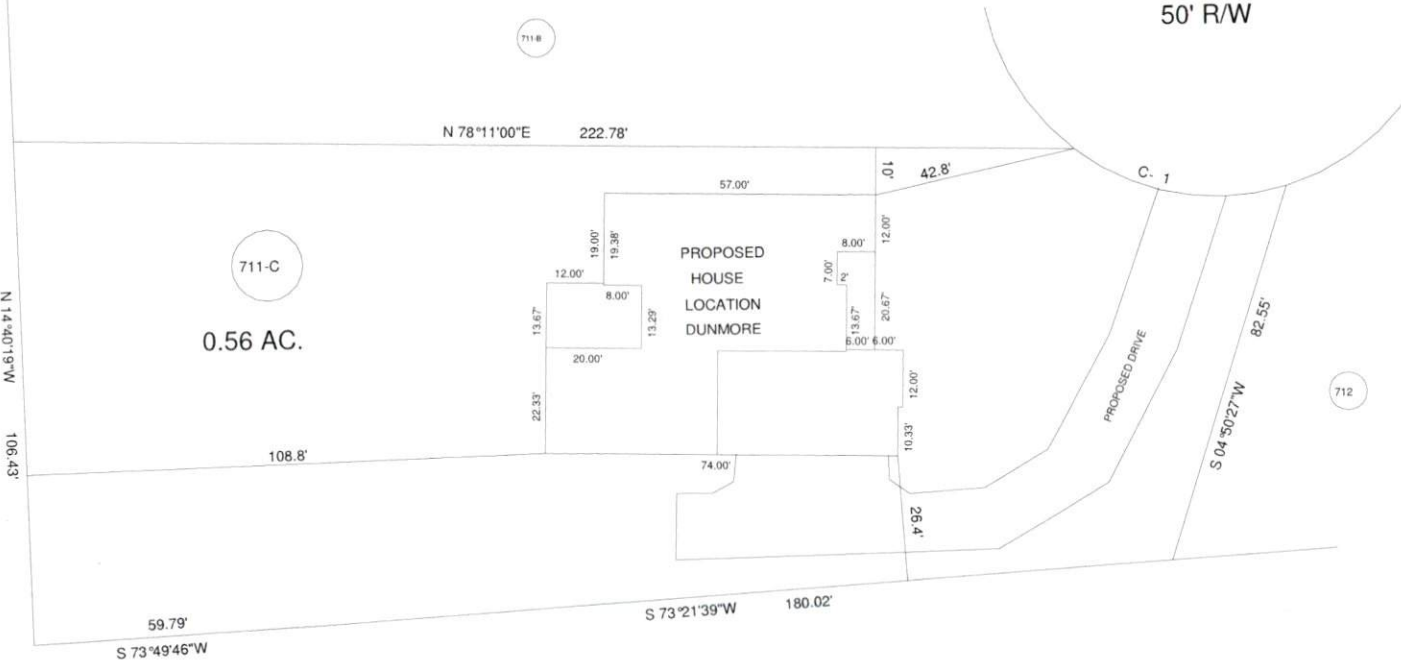 50' R/W
711-B
N 78°11'00"E 222.78'
10'
42.8'
C- 1
57.00'
12.00'
19.00'
19.38'
PROPOSED
HOUSE
LOCATION
DUNMORE
8.00'
7.00'
2'
711-C
12.00'
8.00'
13.67'
13.29'
20.00'
13.67'
20.67'
6.00' 6.00'
0.56 AC.
N 14°40'19"W 106.43'
22.33'
12.00'
10.33'
PROPOSED DRIVE
82.55'
S 04°50'27"W
712
108.8'
74.00'
26.4'
59.79'
S 73°49'46"W
S 73°21'39"W 180.02'